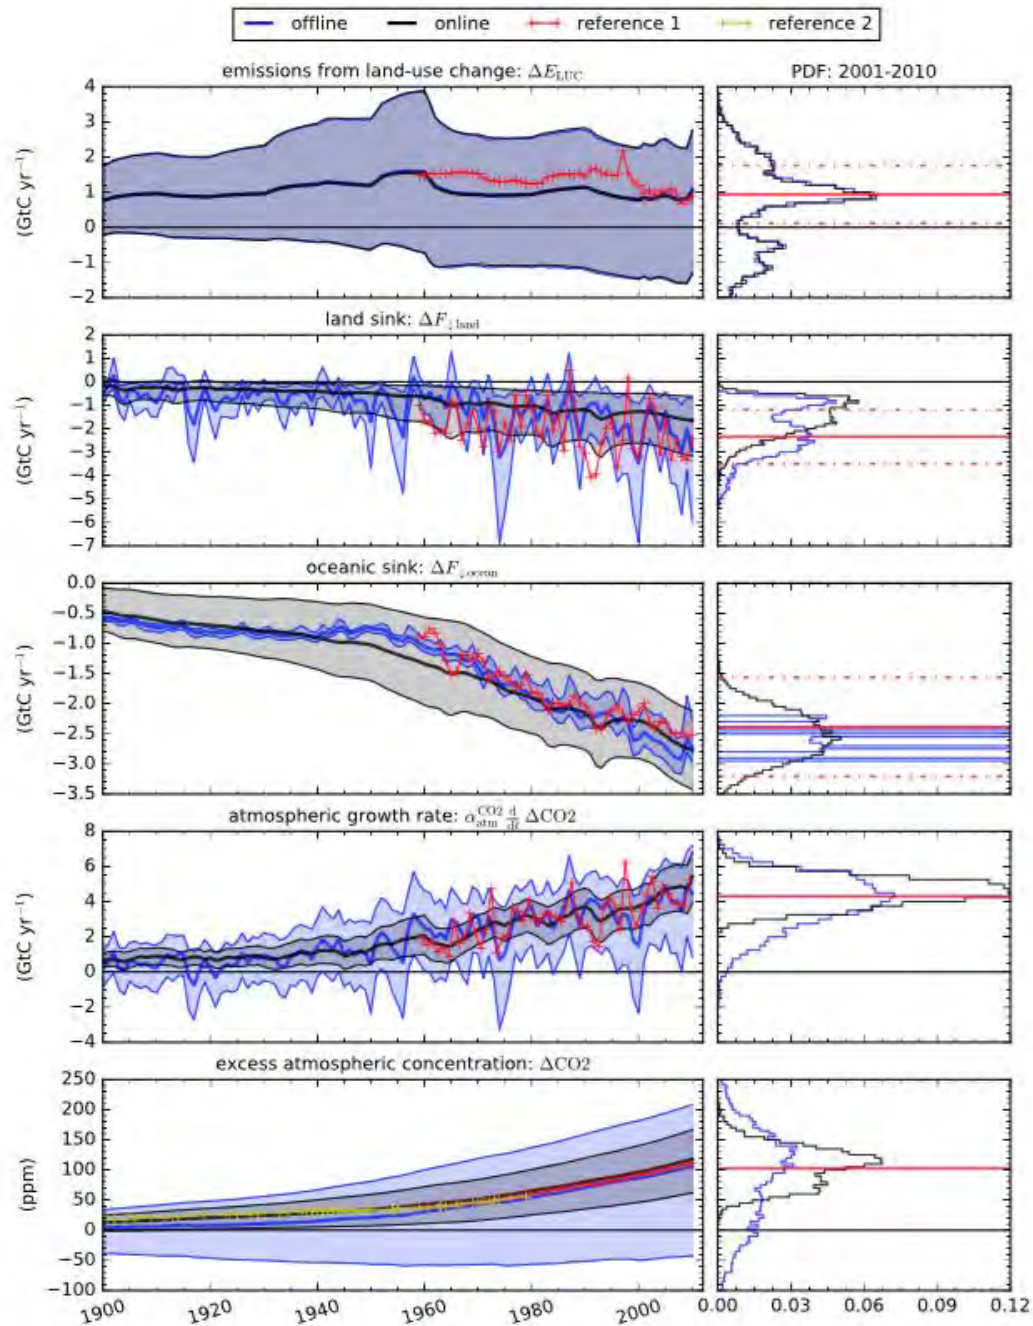 offline online reference 1 reference 2
emissions from land-use change: ΔE_LUC
PDF: 2001-2010
(GtC yr⁻¹)
4
3
2
1
0
−1
−2
land sink: ΔF↓land
(GtC yr⁻¹)
2
1
0
−1
−2
−3
−4
−5
−6
−7
oceanic sink: ΔF↓ocean
(GtC yr⁻¹)
0.0
−0.5
−1.0
−1.5
−2.0
−2.5
−3.0
−3.5
atmospheric growth rate: α_atm^CO2 d/dt ΔCO2
(GtC yr⁻¹)
8
6
4
2
0
−2
−4
excess atmospheric concentration: ΔCO2
(ppm)
250
200
150
100
50
0
−50
−100
1900 1920 1940 1960 1980 2000
0.00 0.03 0.06 0.09 0.12